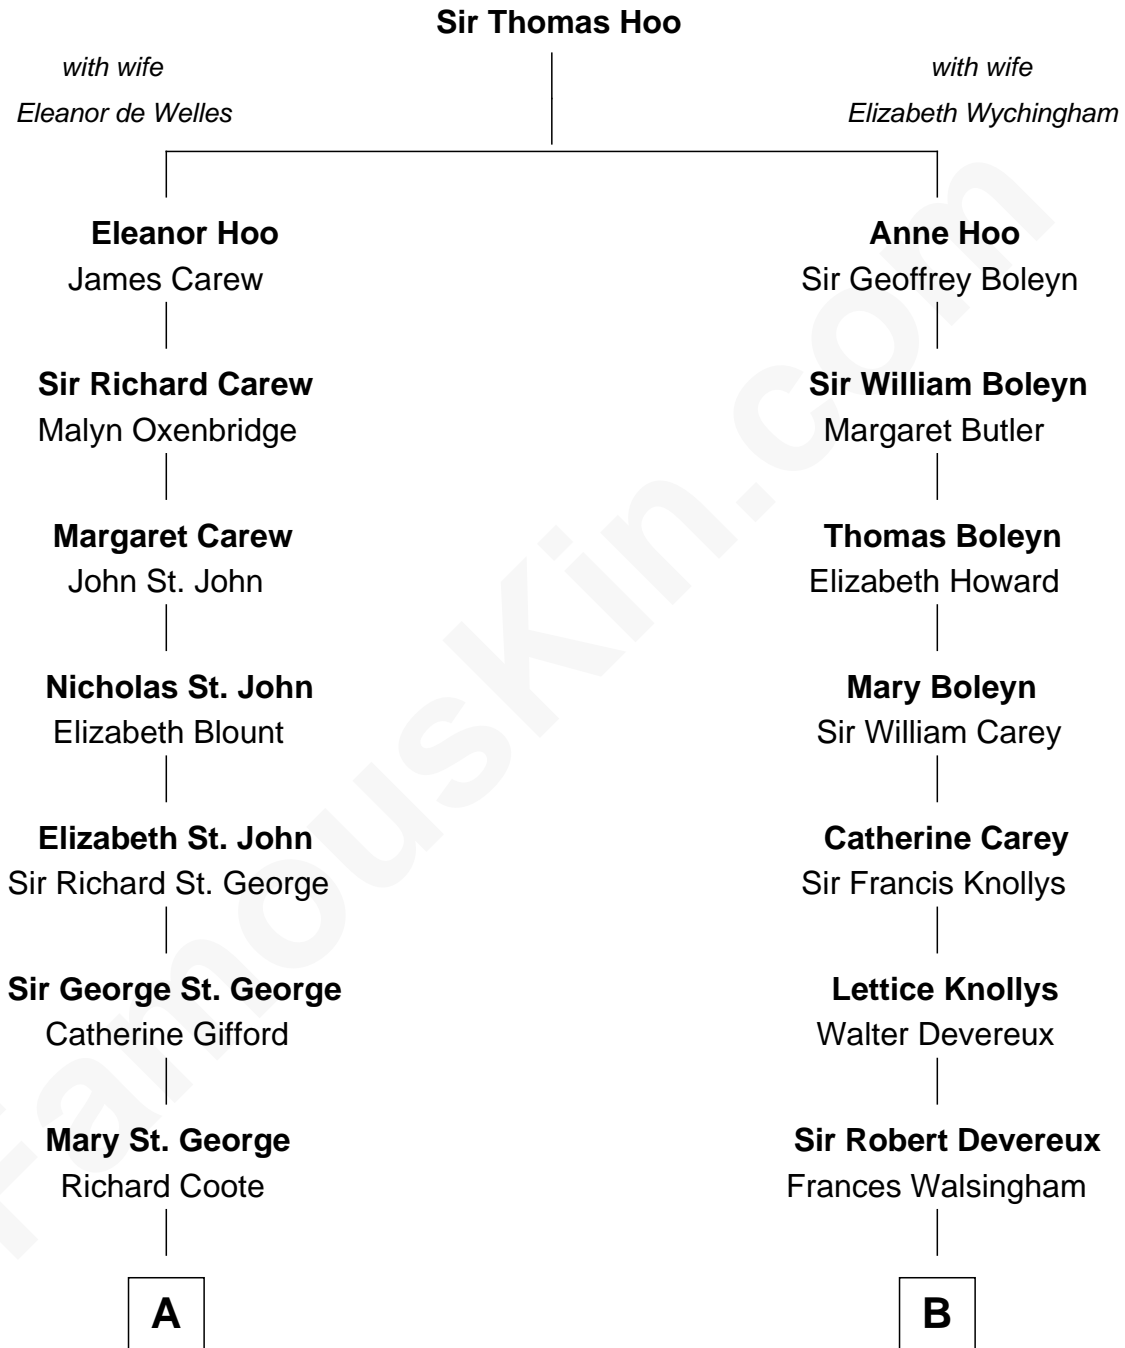 Sir Thomas Hoo
with wife
Eleanor de Welles
with wife
Elizabeth Wychingham
Eleanor Hoo
James Carew
Anne Hoo
Sir Geoffrey Boleyn
Sir Richard Carew
Malyn Oxenbridge
Sir William Boleyn
Margaret Butler
Margaret Carew
John St. John
Thomas Boleyn
Elizabeth Howard
Nicholas St. John
Elizabeth Blount
Mary Boleyn
Sir William Carey
Elizabeth St. John
Sir Richard St. George
Catherine Carey
Sir Francis Knollys
Sir George St. George
Catherine Gifford
Lettice Knollys
Walter Devereux
Mary St. George
Richard Coote
Sir Robert Devereux
Frances Walsingham
A
B
FamousKin.com